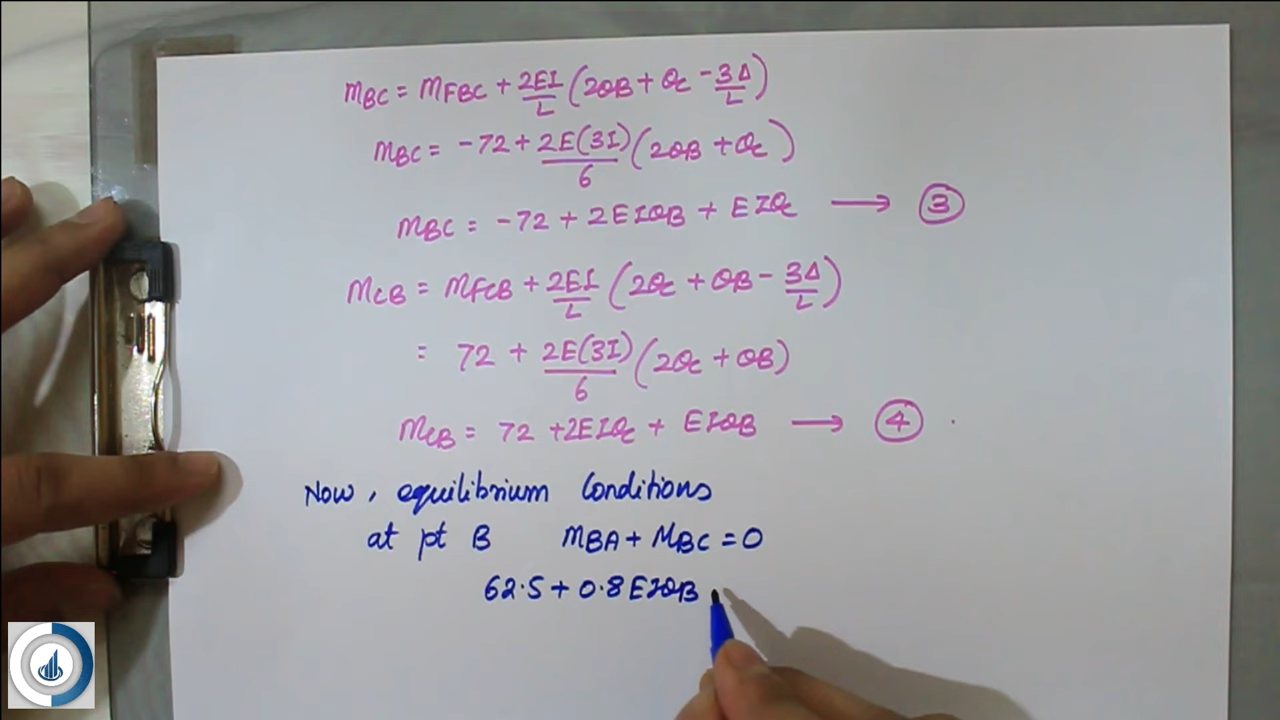 MBC = MFBC + 2EI/L (2θB + θC - 3Δ/L)
MBC = -72 + 2E(3I)/6 (2θB + θC)
MBC = -72 + 2EIθB + EIθC → ③
MCB = MFCB + 2EI/L (2θC + θB - 3Δ/L)
= 72 + 2E(3I)/6 (2θC + θB)
MCB = 72 + 2EIθC + EIθB → ④
Now, equilibrium Conditions
at pt B MBA + MBC = 0
62.5 + 0.8EIθB